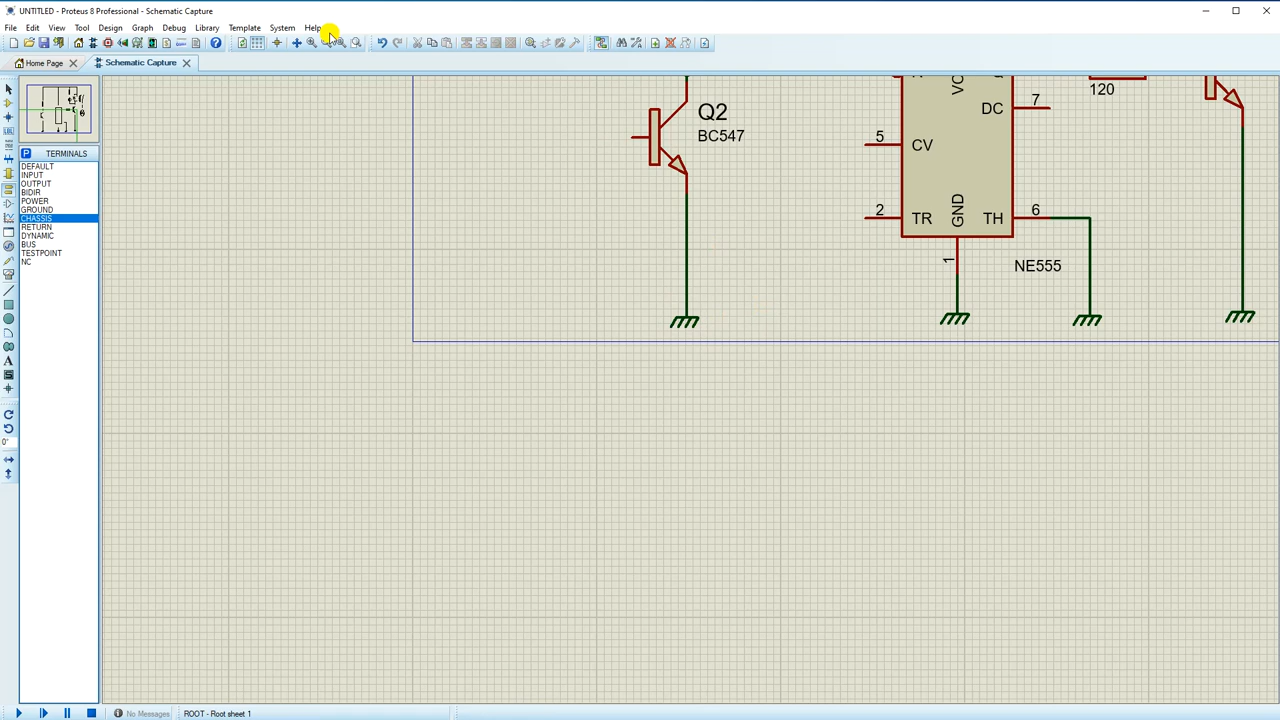 UNTITLED - Proteus 8 Professional - Schematic Capture
File Edit View Tool Design Graph Debug Library Template System Help
Home Page
Schematic Capture
P TERMINALS
DEFAULT
INPUT
OUTPUT
BIDIR
POWER
GROUND
CHASSIS
RETURN
DYNAMIC
BUS
TESTPOINT
NC
0°
Q2
BC547
5
CV
2
TR
GND
1
VC
DC
7
TH
6
NE555
120
No Messages
ROOT - Root sheet 1